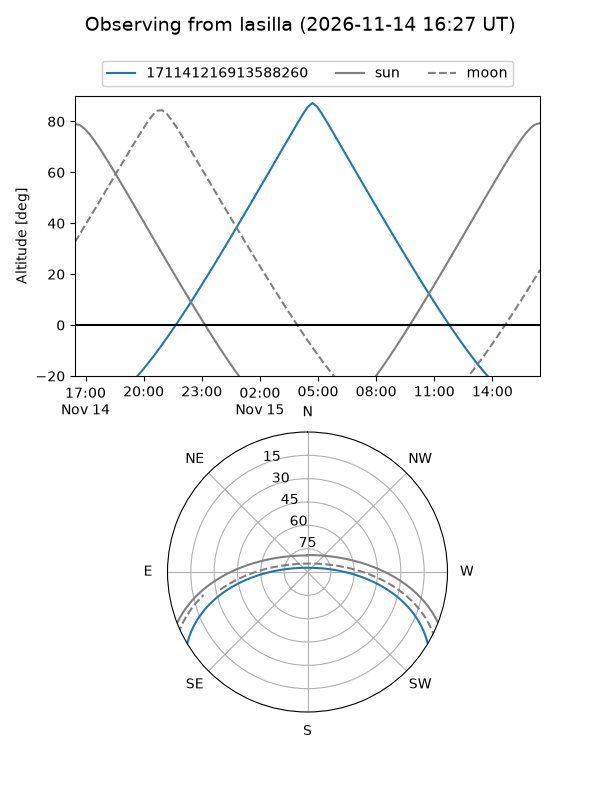 Observing from lasilla (2026-11-14 16:27 UT)
171141216913588260 sun moon
Altitude [deg]
80
60
40
20
0
−20
17:00 20:00 23:00 02:00 05:00 08:00 11:00 14:00
Nov 14 Nov 15
N
NE NW
15
30
45
60
75
E W
SE SW
S